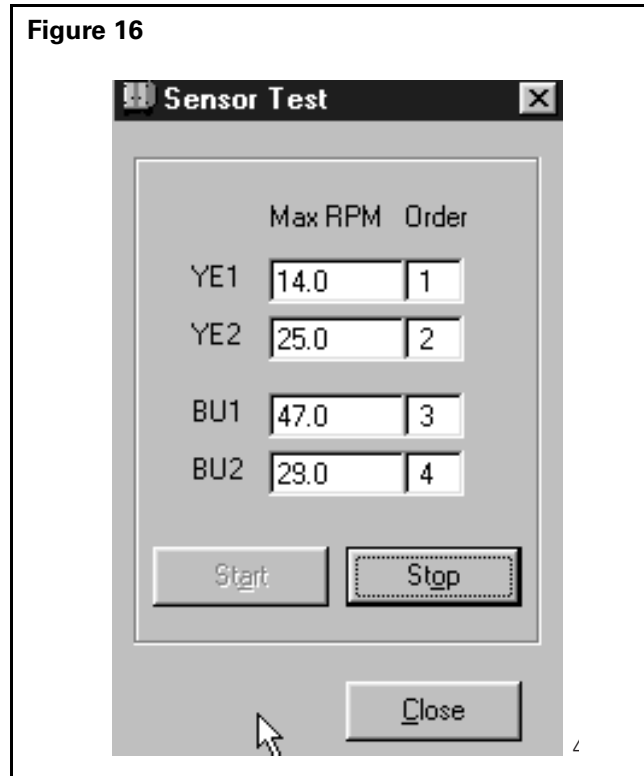 Figure 16
Sensor Test
Max RPM Order
YE1 14.0 1
YE2 25.0 2
BU1 47.0 3
BU2 29.0 4
Start Stop
Close